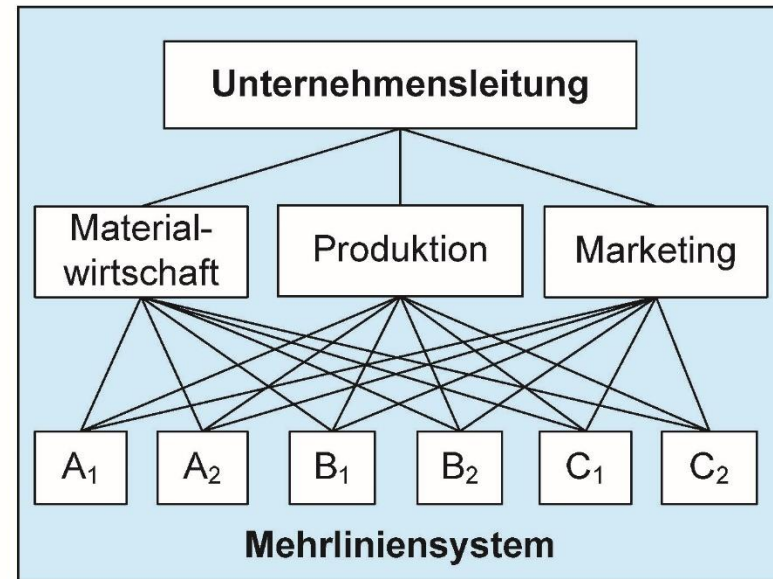 Unternehmensleitung
Material-
wirtschaft
Produktion
Marketing
A₁
A₂
B₁
B₂
C₁
C₂
Mehrliniensystem